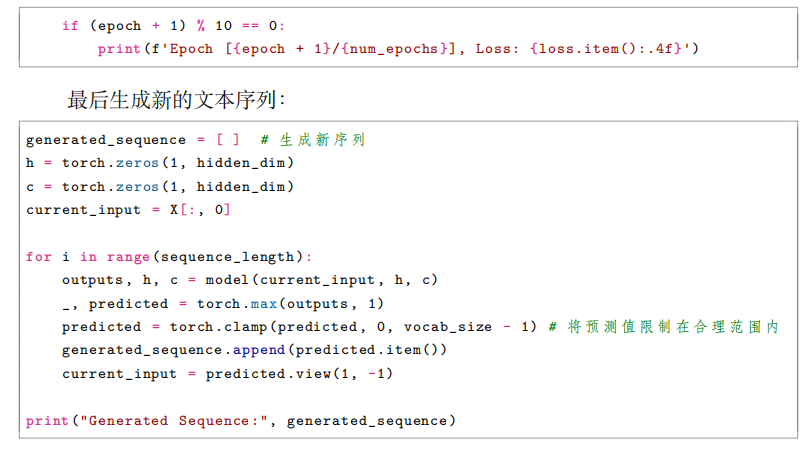 if (epoch + 1) % 10 == 0:
        print(f'Epoch [{epoch + 1}/{num_epochs}], Loss: {loss.item():.4f}')
最后生成新的文本序列：
generated_sequence = [ ]  # 生成新序列
h = torch.zeros(1, hidden_dim)
c = torch.zeros(1, hidden_dim)
current_input = X[:, 0]

for i in range(sequence_length):
    outputs, h, c = model(current_input, h, c)
    _, predicted = torch.max(outputs, 1)
    predicted = torch.clamp(predicted, 0, vocab_size - 1) # 将预测值限制在合理范围内
    generated_sequence.append(predicted.item())
    current_input = predicted.view(1, -1)

print("Generated Sequence:", generated_sequence)